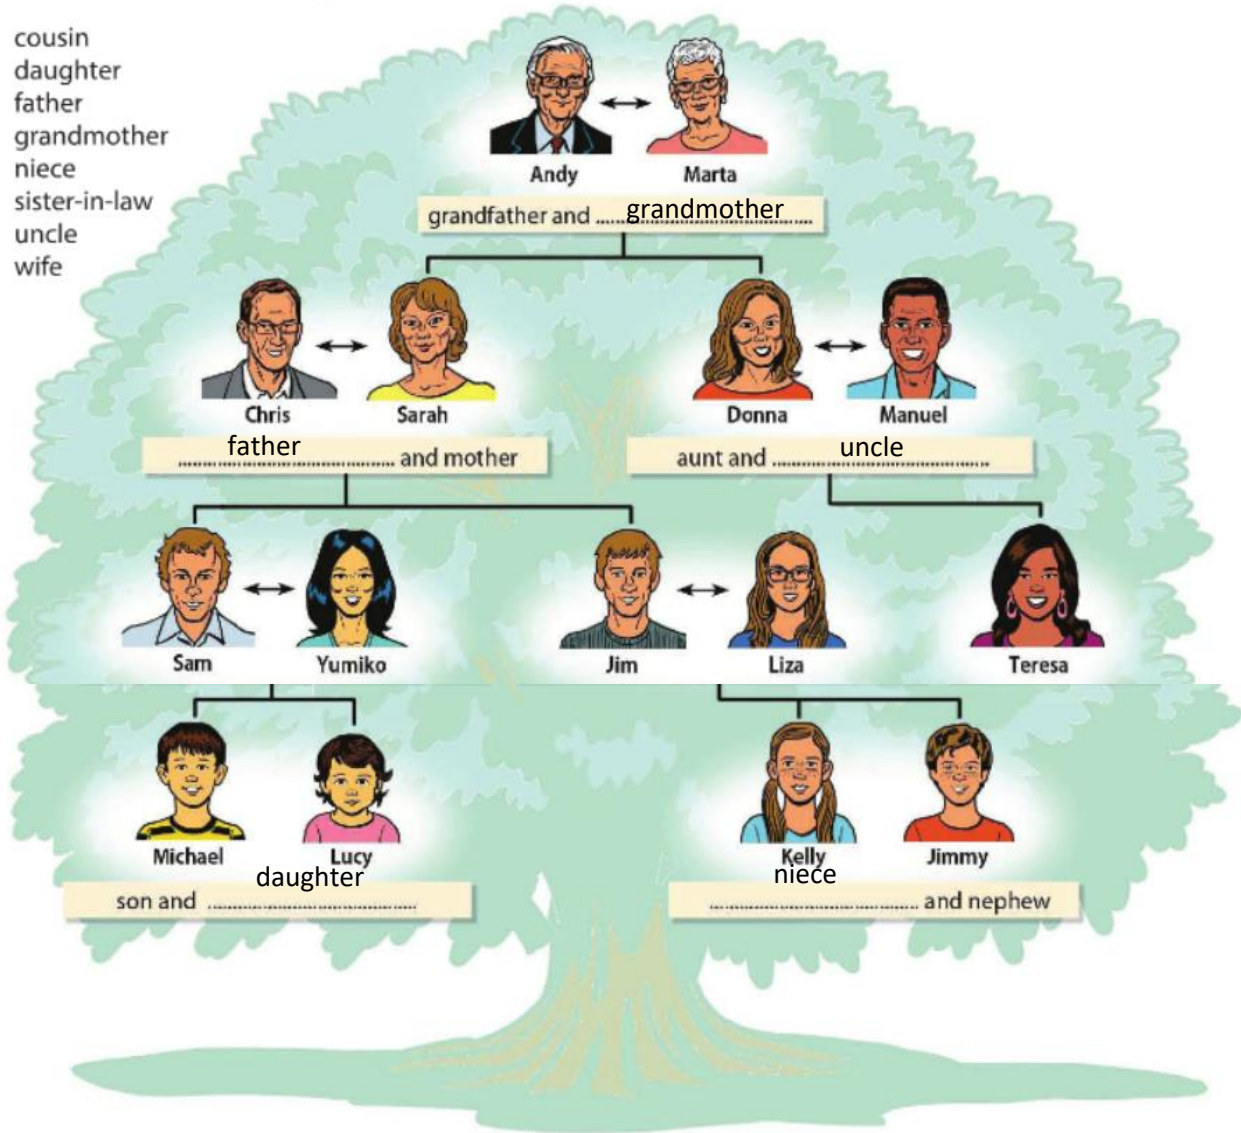 cousin
daughter
father
grandmother
niece
sister-in-law
uncle
wife
Andy Marta
grandfather and grandmother
Chris Sarah Donna Manuel
father and mother
aunt and uncle
Sam Yumiko Jim Liza Teresa
Michael Lucy Kelly Jimmy
son and daughter
niece and nephew